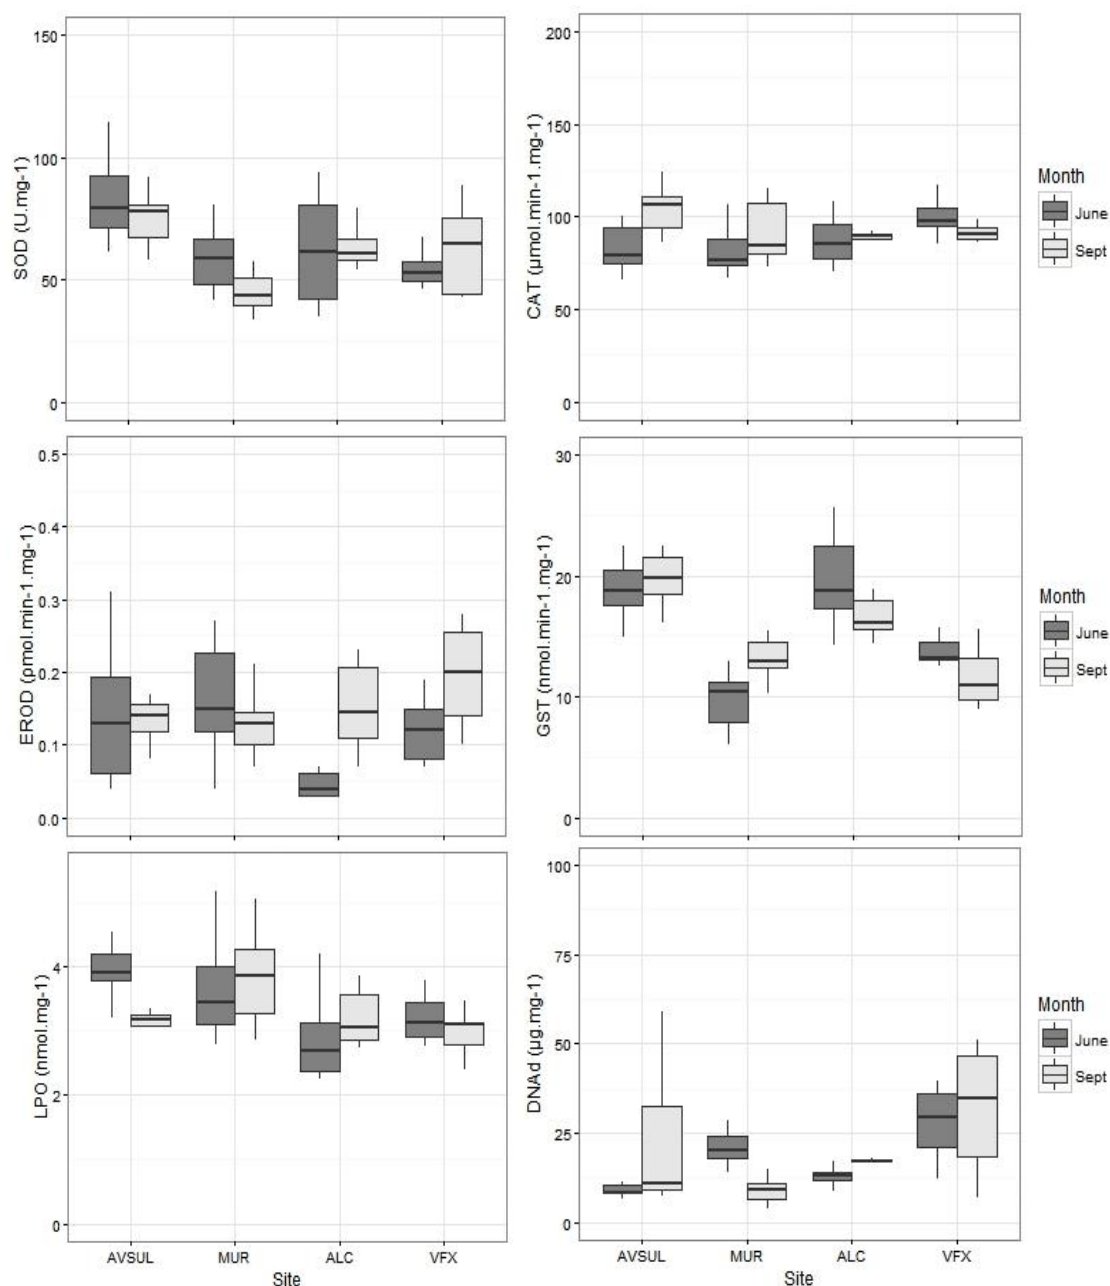 150
100
50
0
SOD (U.mg-1)
200
150
100
50
0
CAT (µmol.min-1.mg-1)
Month
June
Sept
0.5
0.4
0.3
0.2
0.1
0.0
EROD (pmol.min-1.mg-1)
30
20
10
0
GST (nmol.min-1.mg-1)
Month
June
Sept
4
2
0
LPO (nmol.mg-1)
AVSUL MUR ALC VFX
Site
100
75
50
25
0
DNAd (µg.mg-1)
AVSUL MUR ALC VFX
Site
Month
June
Sept